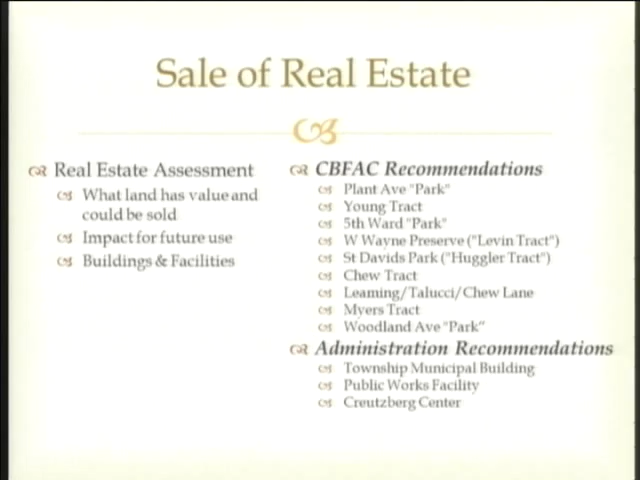 Sale of Real Estate
Real Estate Assessment
What land has value and
could be sold
Impact for future use
Buildings & Facilities
CBFAC Recommendations
Plant Ave "Park"
Young Tract
5th Ward "Park"
W Wayne Preserve ("Levin Tract")
St Davids Park ("Huggler Tract")
Chew Tract
Leaming/Talucci/Chew Lane
Myers Tract
Woodland Ave "Park"
Administration Recommendations
Township Municipal Building
Public Works Facility
Creutzberg Center